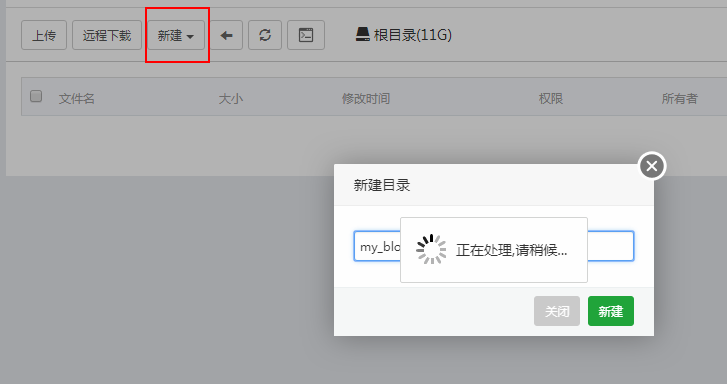 上传 远程下载 新建 根目录(11G)
文件名 大小 修改时间 权限 所有者
新建目录
my_blo
正在处理,请稍候...
关闭 新建